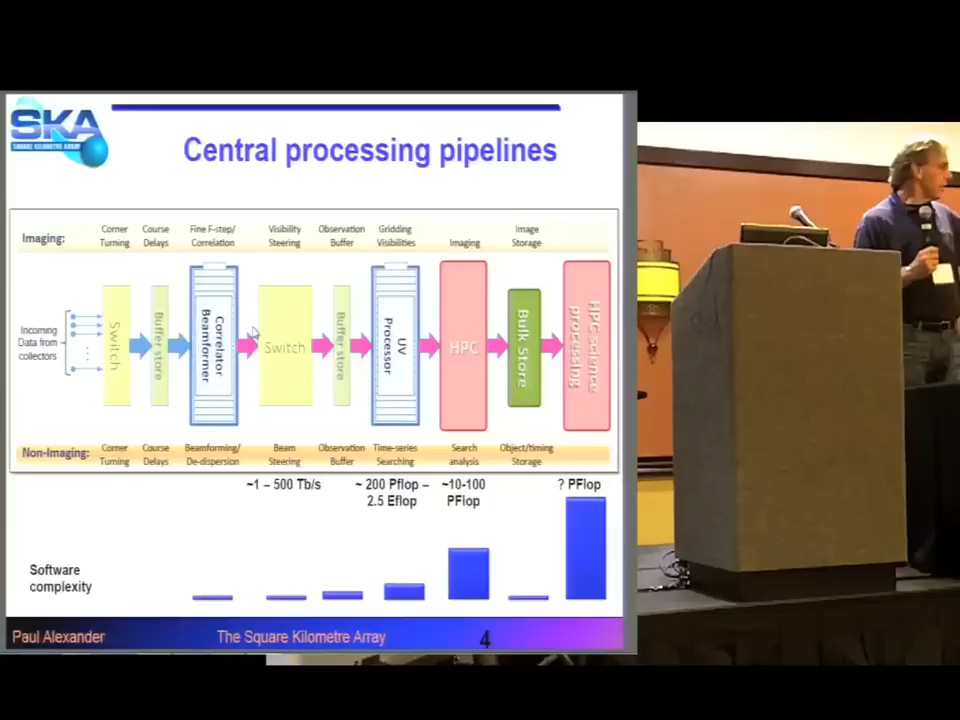 SKA
SQUARE KILOMETRE ARRAY
Central processing pipelines
Imaging:
Corner Turning
Course Delays
Fine F-step/ Correlation
Visibility Steering
Observation Buffer
Gridding Visibilities
Imaging
Image Storage
Incoming
Data from
collectors
Switch
Buffer store
Correlator
Beamformer
Switch
Buffer store
UV
Processor
HPC
Bulk Store
HPC science
processing
Non-Imaging:
Corner Turning
Course Delays
Beamforming/ De-dispersion
Beam Steering
Observation Buffer
Time-series Searching
Search analysis
Object/timing Storage
~1 – 500 Tb/s
~ 200 Pflop –
2.5 Eflop
~10-100
PFlop
? PFlop
Software
complexity
Paul Alexander
The Square Kilometre Array
4